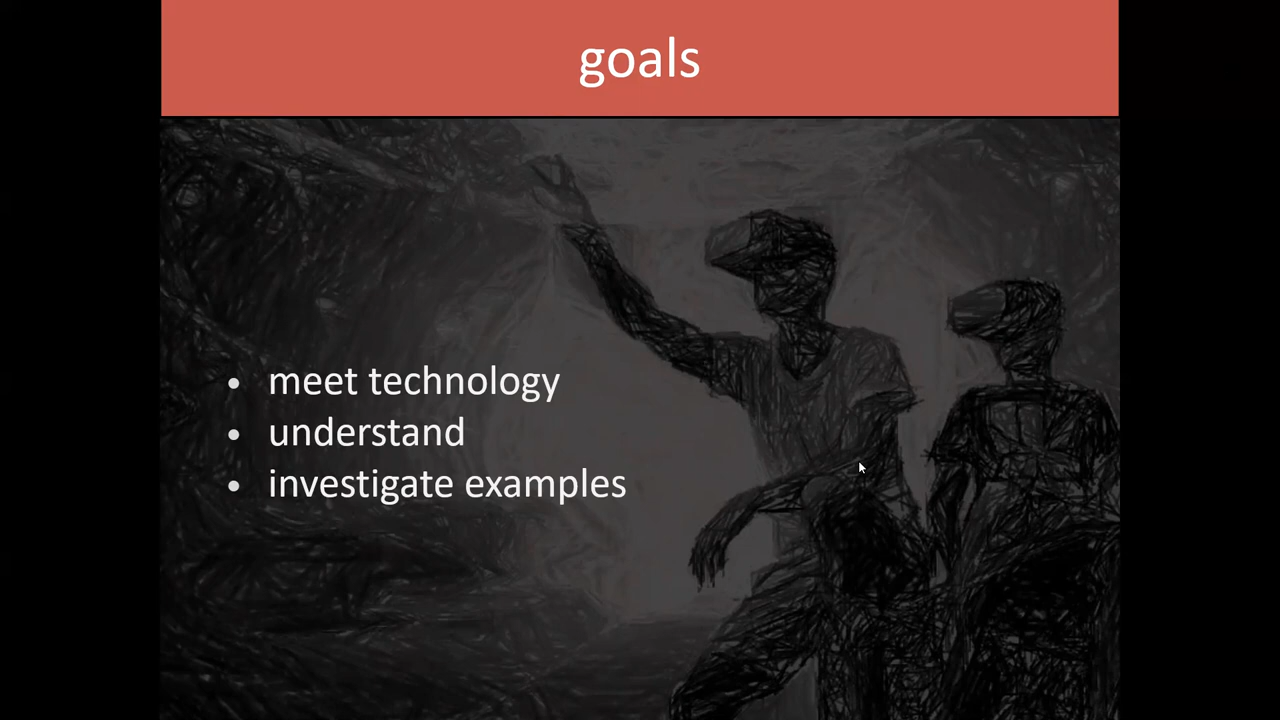 goals
• meet technology
• understand
• investigate examples